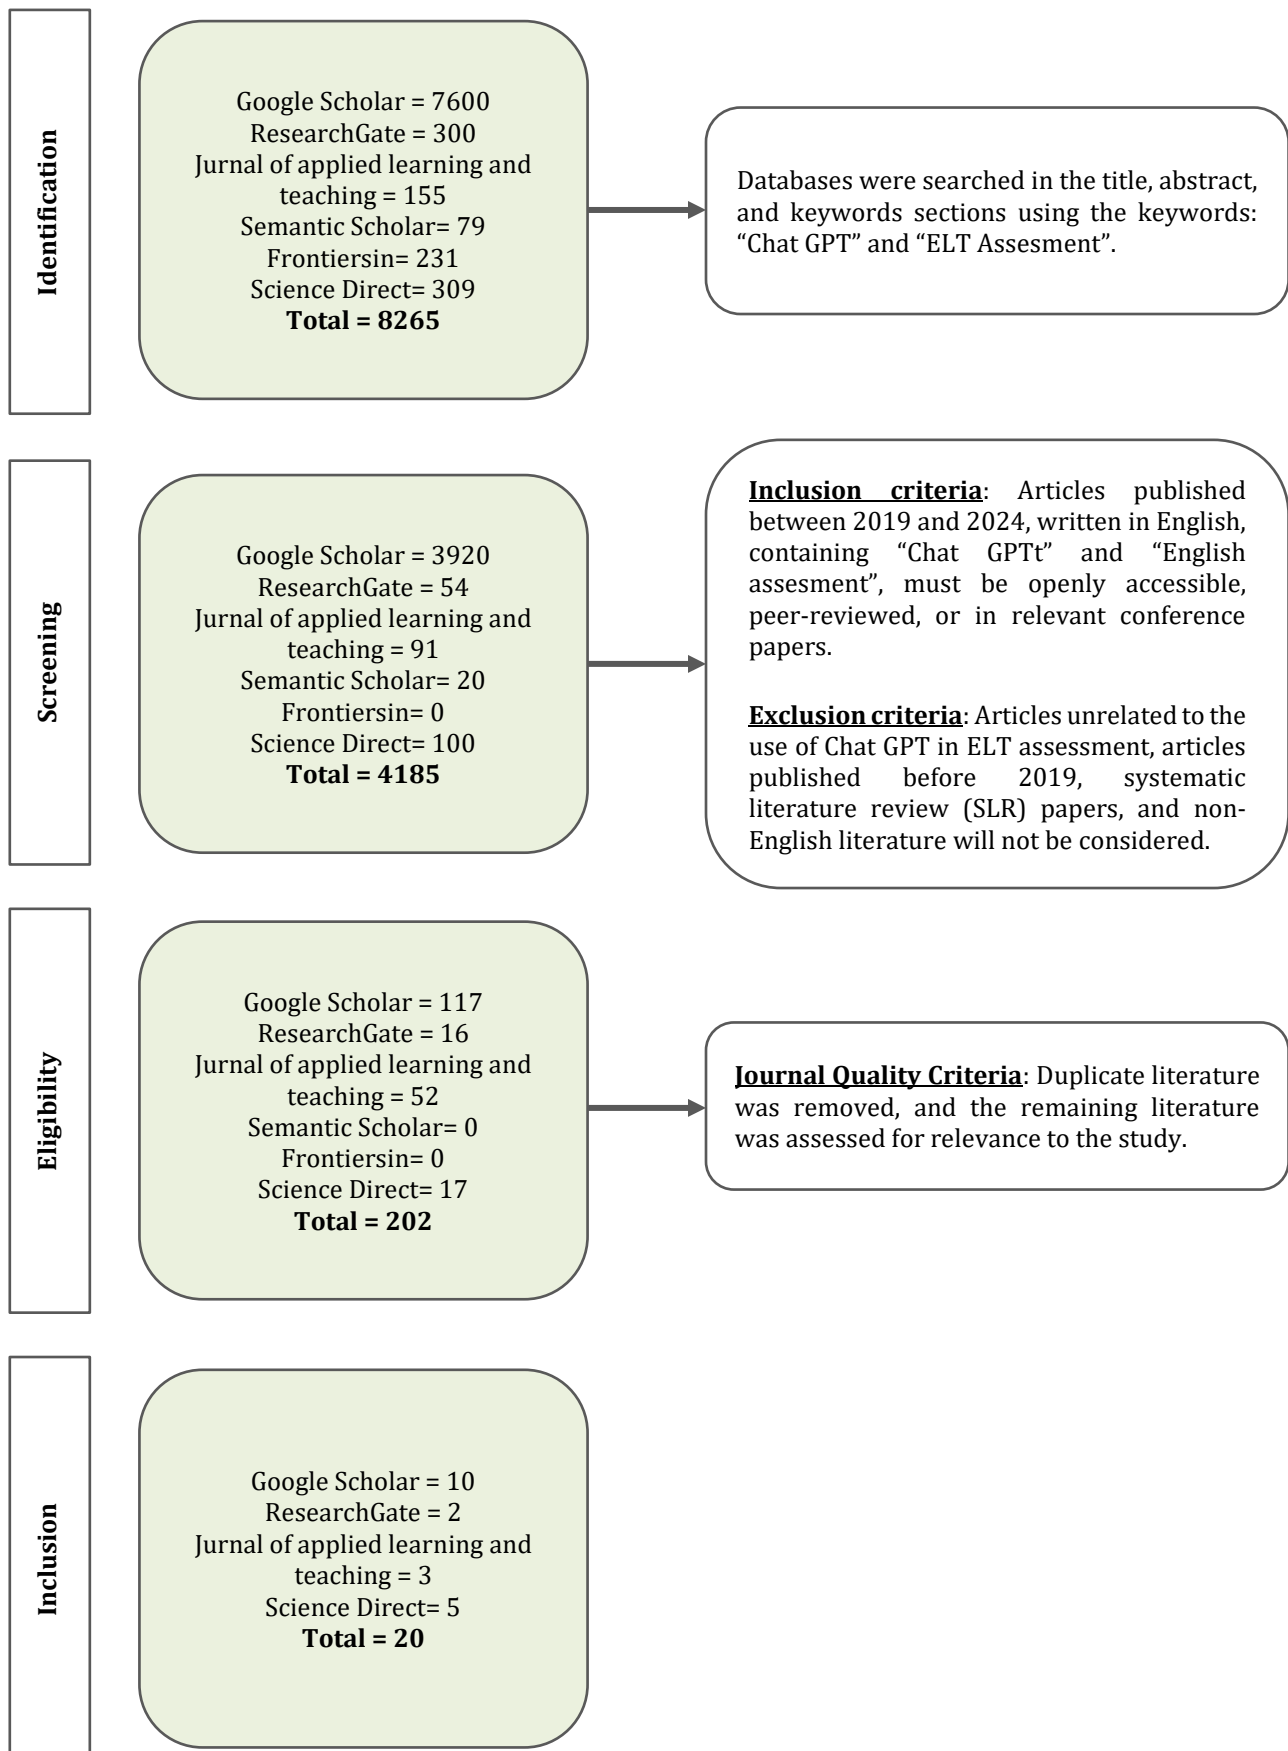 Identification
Google Scholar = 7600
ResearchGate = 300
Jurnal of applied learning and
teaching = 155
Semantic Scholar= 79
Frontiersin= 231
Science Direct= 309
Total = 8265
Databases were searched in the title, abstract,
and keywords sections using the keywords:
“Chat GPT” and “ELT Assesment”.
Screening
Google Scholar = 3920
ResearchGate = 54
Jurnal of applied learning and
teaching = 91
Semantic Scholar= 20
Frontiersin= 0
Science Direct= 100
Total = 4185
Inclusion criteria: Articles published
between 2019 and 2024, written in English,
containing “Chat GPTt” and “English
assesment”, must be openly accessible,
peer-reviewed, or in relevant conference
papers.
Exclusion criteria: Articles unrelated to the
use of Chat GPT in ELT assessment, articles
published before 2019, systematic
literature review (SLR) papers, and non-
English literature will not be considered.
Eligibility
Google Scholar = 117
ResearchGate = 16
Jurnal of applied learning and
teaching = 52
Semantic Scholar= 0
Frontiersin= 0
Science Direct= 17
Total = 202
Journal Quality Criteria: Duplicate literature
was removed, and the remaining literature
was assessed for relevance to the study.
Inclusion
Google Scholar = 10
ResearchGate = 2
Jurnal of applied learning and
teaching = 3
Science Direct= 5
Total = 20